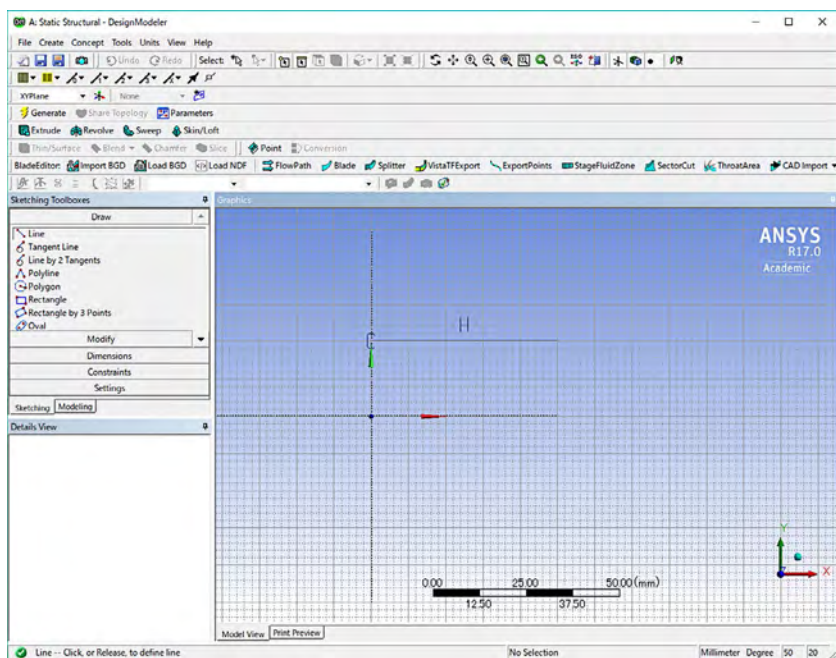 A: Static Structural - DesignModeler
File Create Concept Tools Units View Help
Undo Redo Select:
XYPlane None
Generate Share Topology Parameters
Extrude Revolve Sweep Skin/Loft
Thin/Surface Blend Chamfer Slice Point Conversion
BladeEditor: Import BGD Load BGD Load NDF FlowPath Blade Splitter VistaTFExport ExportPoints StageFluidZone SectorCut ThroatArea CAD Import
Sketching Toolboxes
Draw
Line
Tangent Line
Line by 2 Tangents
Polyline
Polygon
Rectangle
Rectangle by 3 Points
Oval
Modify
Dimensions
Constraints
Settings
Sketching Modeling
Details View
Graphics
ANSYS
R17.0
Academic
H
C
Y
X
0.00 25.00 50.00 (mm)
12.50 37.50
Model View Print Preview
Line -- Click, or Release, to define line No Selection Millimeter Degree 50 20